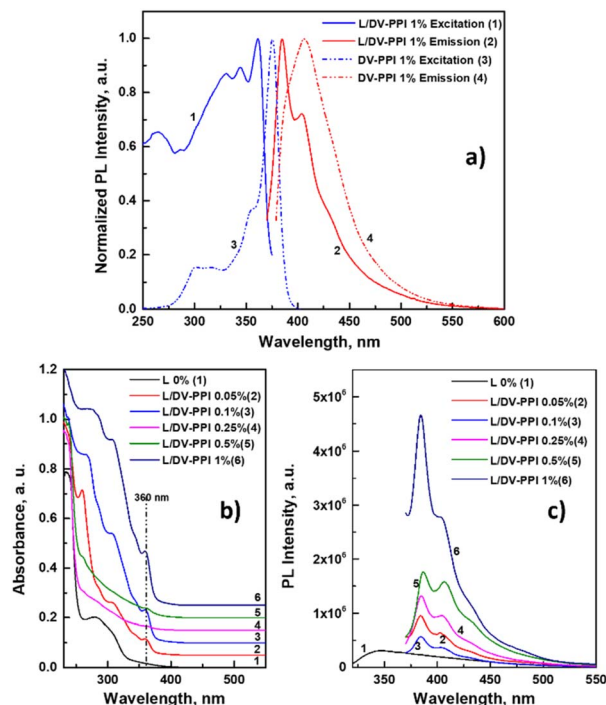 L/DV-PPI 1% Excitation (1)
L/DV-PPI 1% Emission (2)
DV-PPI 1% Excitation (3)
DV-PPI 1% Emission (4)
a)
1.0
0.8
0.6
0.4
0.2
0.0
Normalized PL Intensity, a.u.
1
3
2
4
250 300 350 400 450 500 550 600
Wavelength, nm
L 0% (1)
L/DV-PPI 0.05%(2)
L/DV-PPI 0.1%(3)
L/DV-PPI 0.25%(4)
L/DV-PPI 0.5%(5)
L/DV-PPI 1%(6)
360 nm
b)
1.2
1.0
0.8
0.6
0.4
0.2
0.0
Absorbance, a. u.
6
5
4
3
2
1
300 400 500
Wavelength, nm
L 0% (1)
L/DV-PPI 0.05%(2)
L/DV-PPI 0.1%(3)
L/DV-PPI 0.25%(4)
L/DV-PPI 0.5%(5)
L/DV-PPI 1%(6)
c)
5x10⁶
4x10⁶
3x10⁶
2x10⁶
1x10⁶
0
PL Intensity, a. u.
6
5
4
2
3
1
350 400 450 500 550
Wavelength, nm